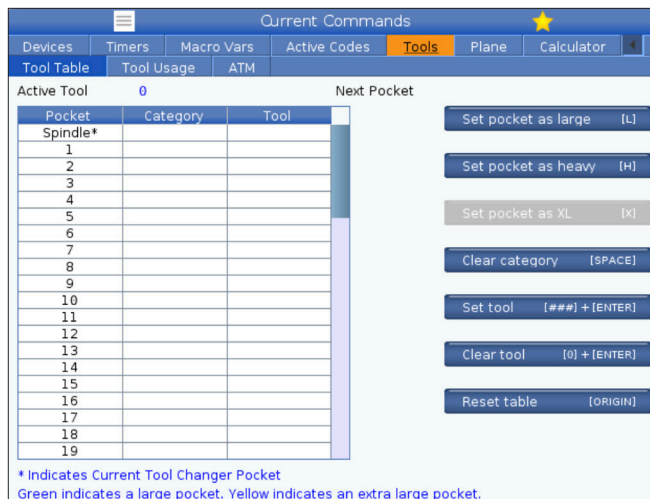 Current Commands
Devices Timers Macro Vars Active Codes Tools Plane Calculator
Tool Table Tool Usage ATM
Active Tool 0 Next Pocket
Pocket Category Tool
Spindle*
1
2
3
4
5
6
7
8
9
10
11
12
13
14
15
16
17
18
19
Set pocket as large [L]
Set pocket as heavy [H]
Set pocket as XL [X]
Clear category [SPACE]
Set tool [###] + [ENTER]
Clear tool [0] + [ENTER]
Reset table [ORIGIN]
* Indicates Current Tool Changer Pocket
Green indicates a large pocket. Yellow indicates an extra large pocket.